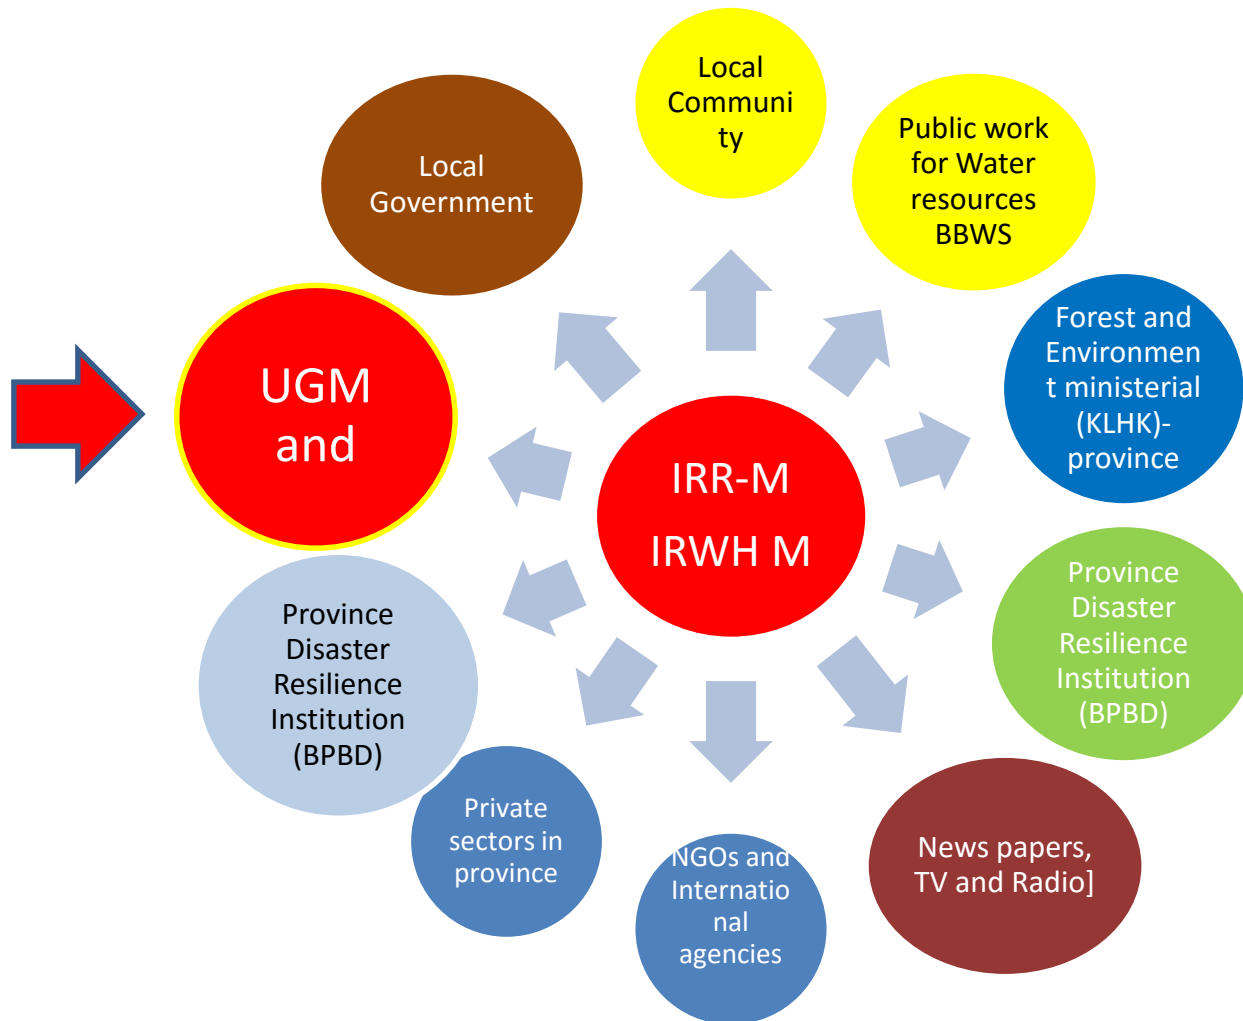 Local
Communi
ty
Public work
for Water
resources
BBWS
Local
Government
Forest and
Environmen
t ministerial
(KLHK)-
province
UGM
and
IRR-M
IRWH M
Province
Disaster
Resilience
Institution
(BPBD)
Province
Disaster
Resilience
Institution
(BPBD)
Private
sectors in
province
NGOs and
Internatio
nal
agencies
News papers,
TV and Radio]